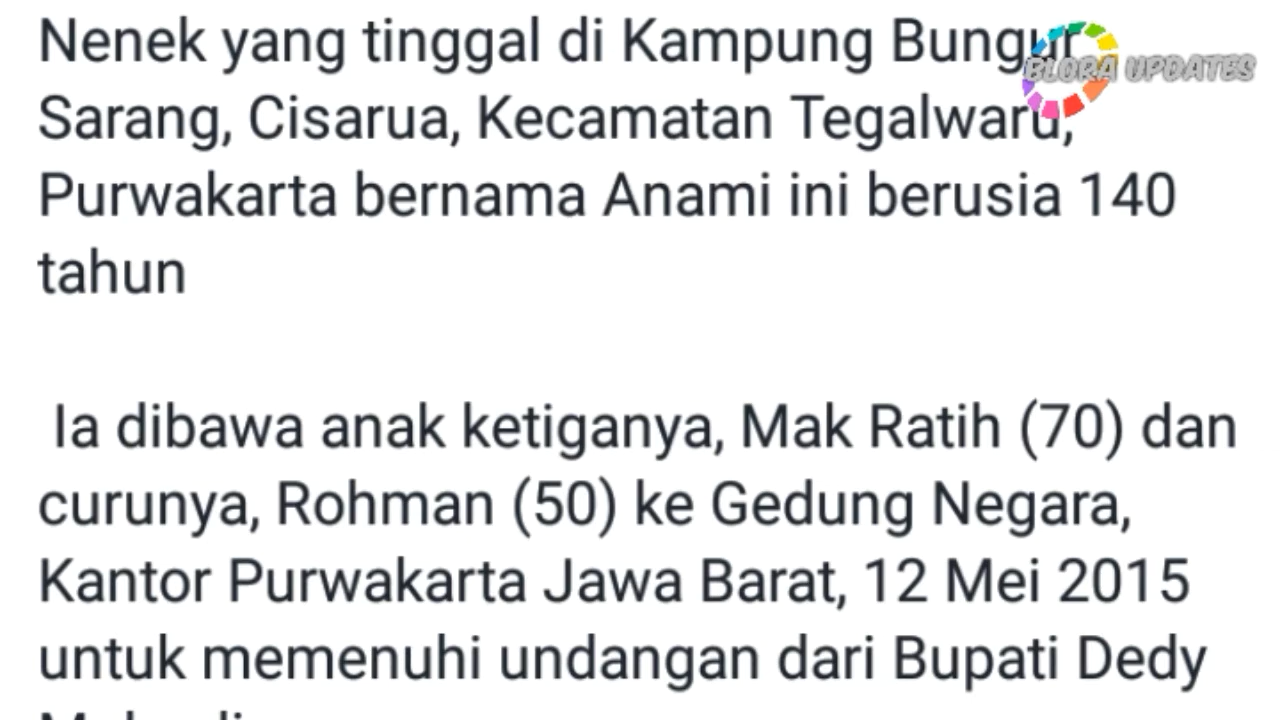 Nenek yang tinggal di Kampung Bungur
BLORA UPDATES
Sarang, Cisarua, Kecamatan Tegalwaru,
Purwakarta bernama Anami ini berusia 140
tahun
Ia dibawa anak ketiganya, Mak Ratih (70) dan
curunya, Rohman (50) ke Gedung Negara,
Kantor Purwakarta Jawa Barat, 12 Mei 2015
untuk memenuhi undangan dari Bupati Dedy